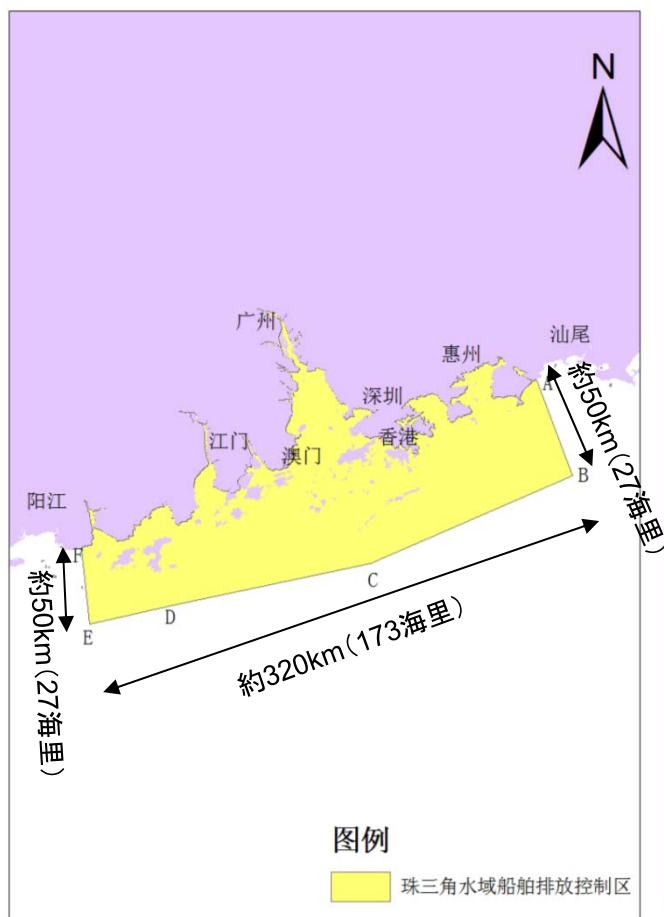 N
广州
汕尾
惠州
A
深圳
約50km(27海里)
江门
香港
澳门
B
阳江
F
C
約50km(27海里)
D
約320km(173海里)
E
图例
珠三角水域船舶排放控制区